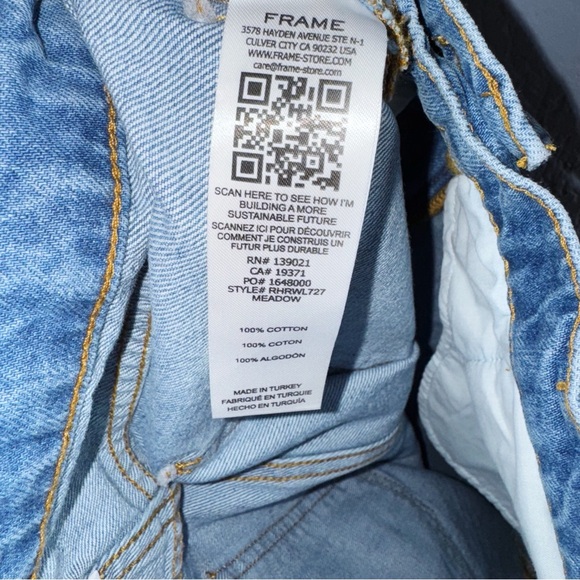 FRAME
3578 HAYDEN AVENUE STE N-1
CULVER CITY CA 90232 USA
WWW.FRAME-STORE.COM
care@frame-store.com
SCAN HERE TO SEE HOW I'M
BUILDING A MORE
SUSTAINABLE FUTURE
SCANNEZ ICI POUR DÉCOUVRIR
COMMENT JE CONSTRUIS UN
FUTUR PLUS DURABLE
RN# 139021
CA# 19371
PO# 1648000
STYLE# RHRWL727
MEADOW
100% COTTON
100% COTON
100% ALGODÓN
MADE IN TURKEY
FABRIQUÉ EN TURQUIE
HECHO EN TURQUÍA